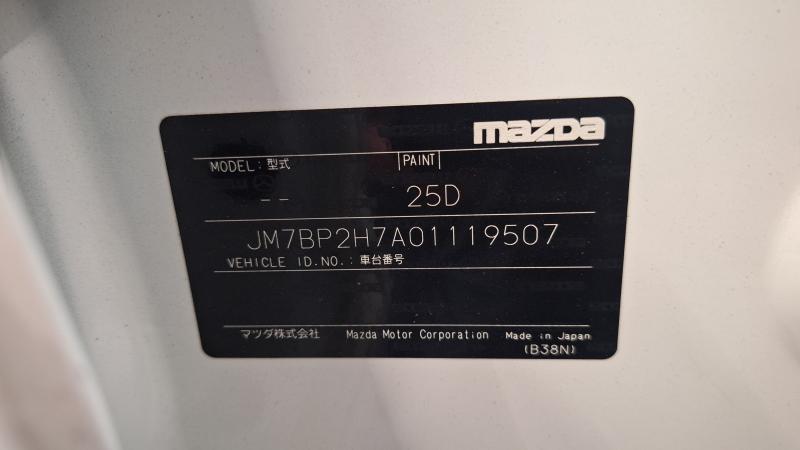 mazda
MODEL: 型式 PAINT
-- 25D
JM7BP2H7A01119507
VEHICLE ID.NO.: 車台番号
マツダ株式会社 Mazda Motor Corporation Made in Japan
(B38N)